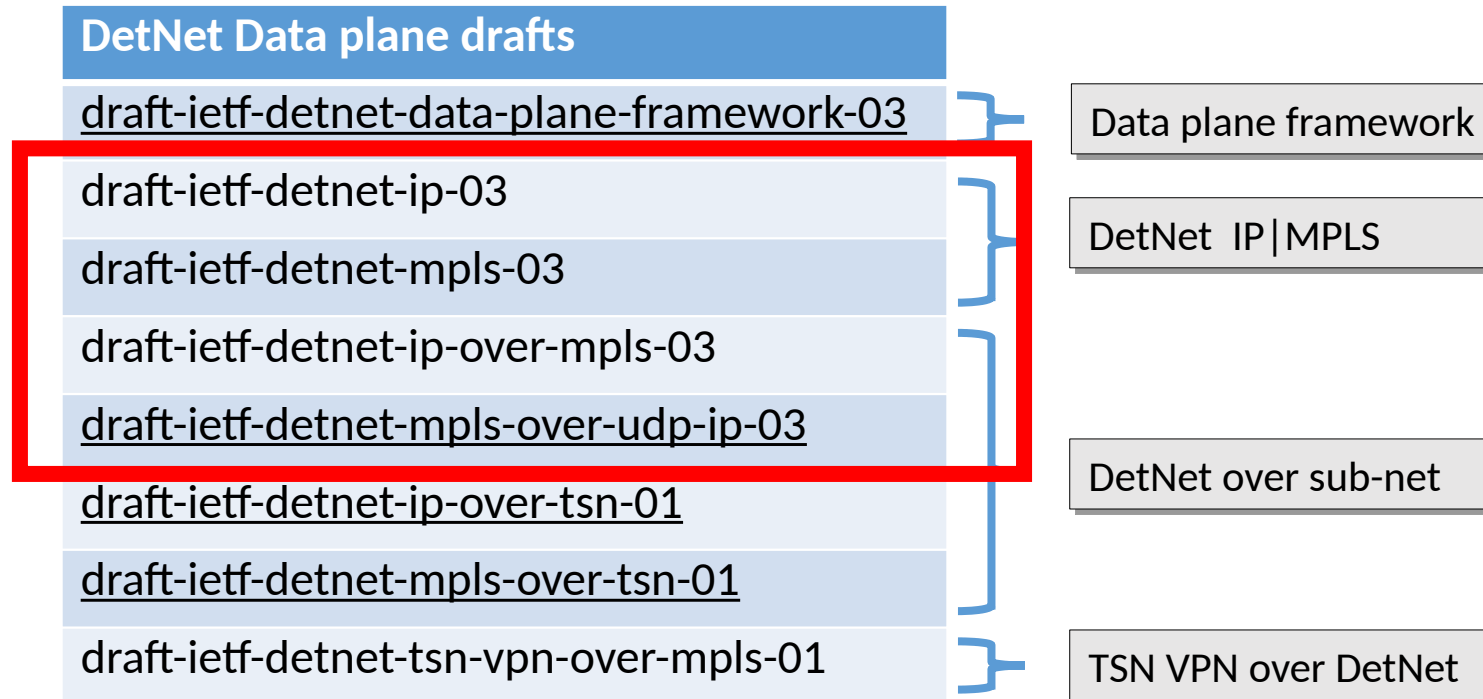 DetNet Data plane drafts
draft-ietf-detnet-data-plane-framework-03
Data plane framework
draft-ietf-detnet-ip-03
draft-ietf-detnet-mpls-03
DetNet IP|MPLS
draft-ietf-detnet-ip-over-mpls-03
draft-ietf-detnet-mpls-over-udp-ip-03
draft-ietf-detnet-ip-over-tsn-01
draft-ietf-detnet-mpls-over-tsn-01
DetNet over sub-net
draft-ietf-detnet-tsn-vpn-over-mpls-01
TSN VPN over DetNet